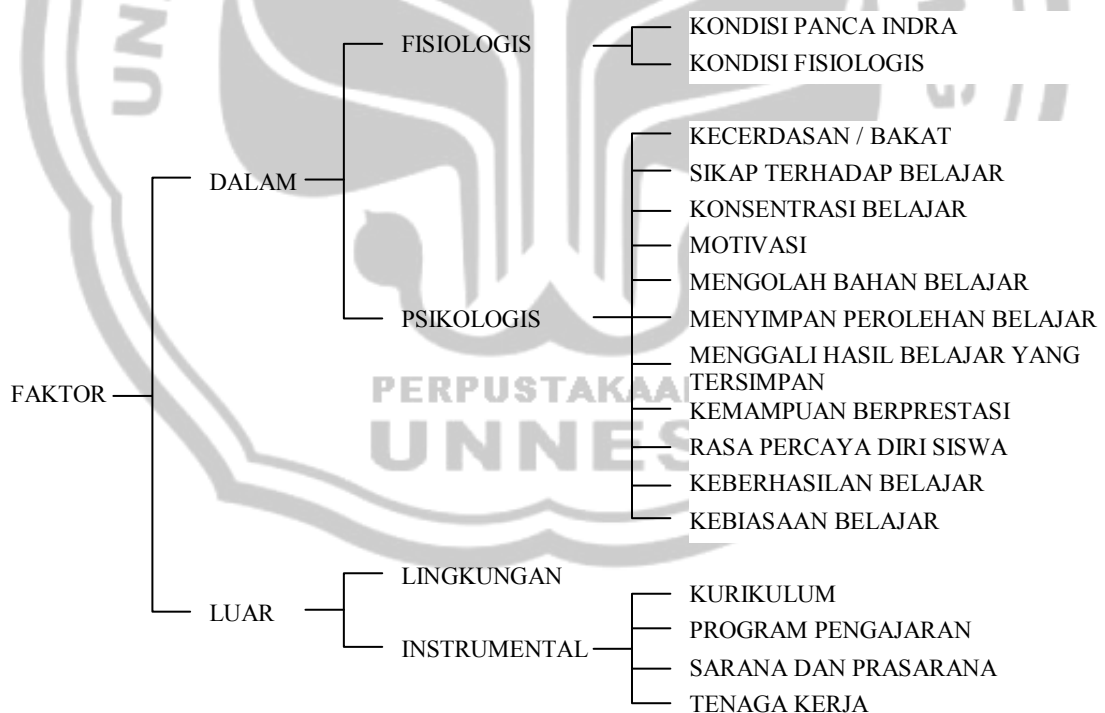 FAKTOR
DALAM
FISIOLOGIS
KONDISI PANCA INDRA
KONDISI FISIOLOGIS
PSIKOLOGIS
KECERDASAN / BAKAT
SIKAP TERHADAP BELAJAR
KONSENTRASI BELAJAR
MOTIVASI
MENGOLAH BAHAN BELAJAR
MENYIMPAN PEROLEHAN BELAJAR
MENGGALI HASIL BELAJAR YANG
TERSIMPAN
KEMAMPUAN BERPRESTASI
RASA PERCAYA DIRI SISWA
KEBERHASILAN BELAJAR
KEBIASAAN BELAJAR
LUAR
LINGKUNGAN
INSTRUMENTAL
KURIKULUM
PROGRAM PENGAJARAN
SARANA DAN PRASARANA
TENAGA KERJA
PERPUSTAKAA
UNNES